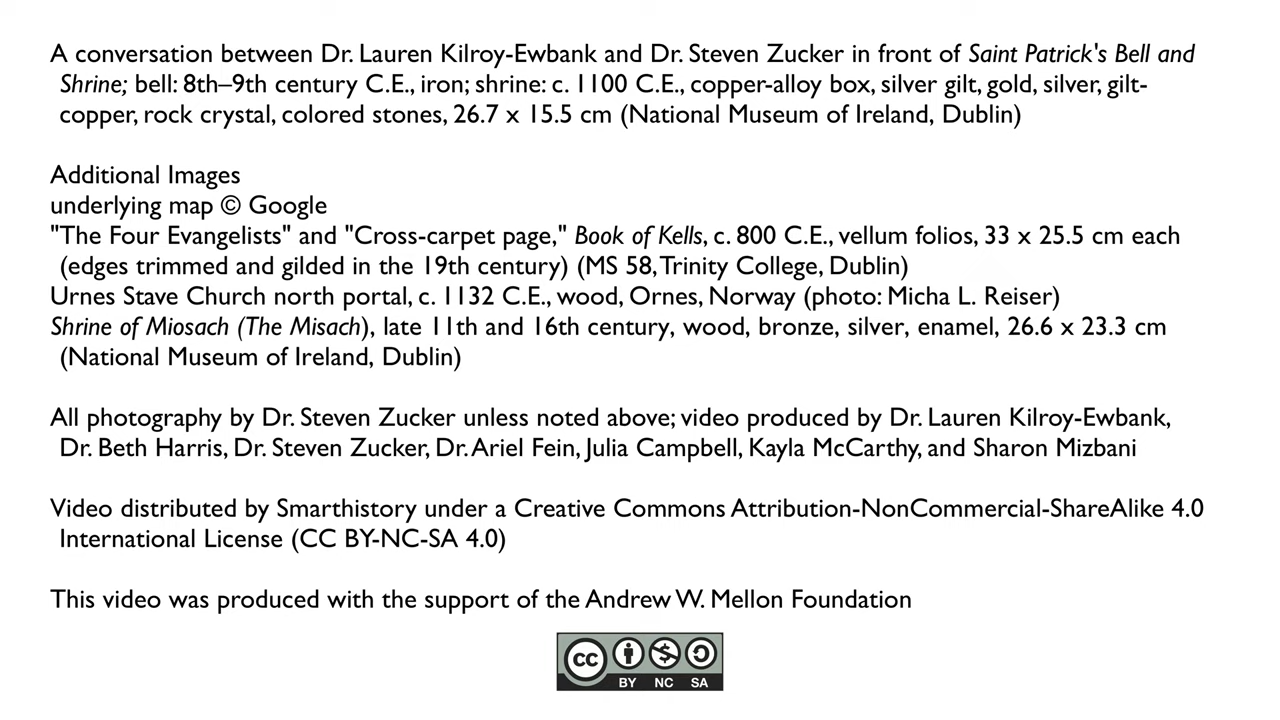 A conversation between Dr. Lauren Kilroy-Ewbank and Dr. Steven Zucker in front of Saint Patrick's Bell and
Shrine; bell: 8th–9th century C.E., iron; shrine: c. 1100 C.E., copper-alloy box, silver gilt, gold, silver, gilt-
copper, rock crystal, colored stones, 26.7 x 15.5 cm (National Museum of Ireland, Dublin)
Additional Images
underlying map © Google
"The Four Evangelists" and "Cross-carpet page," Book of Kells, c. 800 C.E., vellum folios, 33 x 25.5 cm each
(edges trimmed and gilded in the 19th century) (MS 58, Trinity College, Dublin)
Urnes Stave Church north portal, c. 1132 C.E., wood, Ornes, Norway (photo: Micha L. Reiser)
Shrine of Miosach (The Misach), late 11th and 16th century, wood, bronze, silver, enamel, 26.6 x 23.3 cm
(National Museum of Ireland, Dublin)
All photography by Dr. Steven Zucker unless noted above; video produced by Dr. Lauren Kilroy-Ewbank,
Dr. Beth Harris, Dr. Steven Zucker, Dr. Ariel Fein, Julia Campbell, Kayla McCarthy, and Sharon Mizbani
Video distributed by Smarthistory under a Creative Commons Attribution-NonCommercial-ShareAlike 4.0
International License (CC BY-NC-SA 4.0)
This video was produced with the support of the Andrew W. Mellon Foundation
cc
BY NC SA